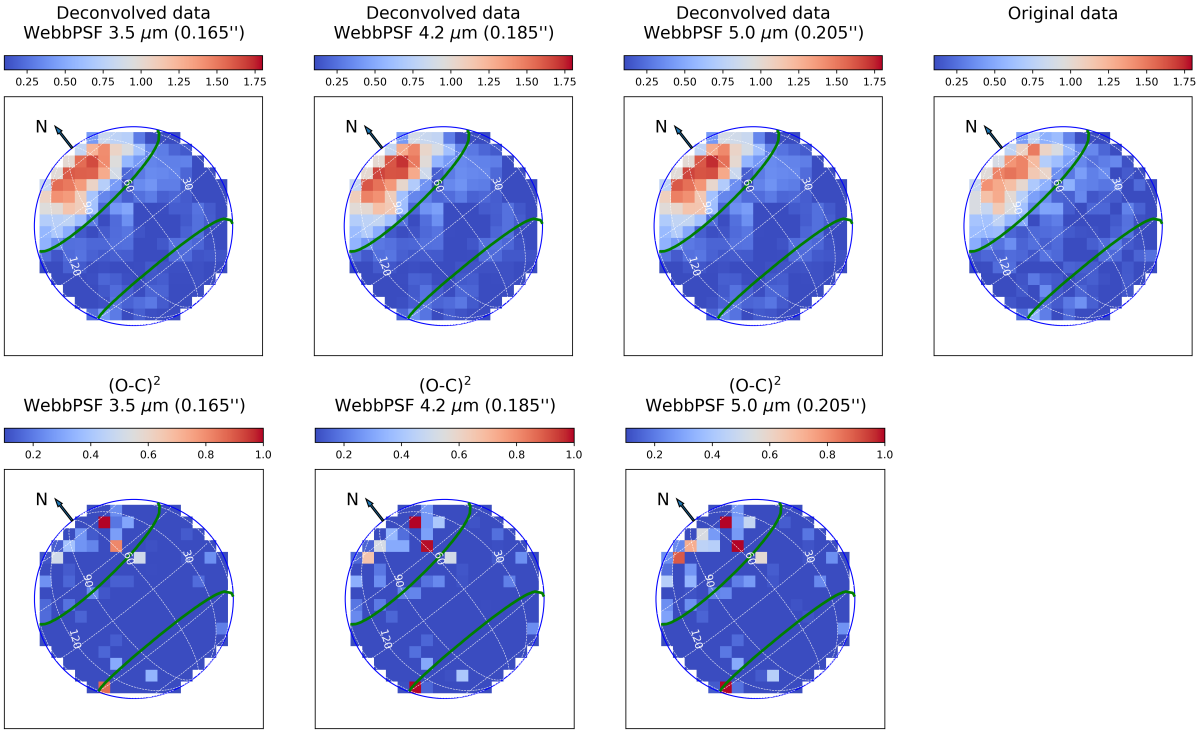 Deconvolved data
WebbPSF 3.5 μm (0.165'')
0.25 0.50 0.75 1.00 1.25 1.50 1.75
N
30
60
90
120
Deconvolved data
WebbPSF 4.2 μm (0.185'')
0.25 0.50 0.75 1.00 1.25 1.50 1.75
N
30
60
90
120
Deconvolved data
WebbPSF 5.0 μm (0.205'')
0.25 0.50 0.75 1.00 1.25 1.50 1.75
N
30
60
90
120
Original data
0.25 0.50 0.75 1.00 1.25 1.50 1.75
N
30
60
90
120
(O-C)²
WebbPSF 3.5 μm (0.165'')
0.2 0.4 0.6 0.8 1.0
N
30
60
90
120
(O-C)²
WebbPSF 4.2 μm (0.185'')
0.2 0.4 0.6 0.8 1.0
N
30
60
90
120
(O-C)²
WebbPSF 5.0 μm (0.205'')
0.2 0.4 0.6 0.8 1.0
N
30
60
90
120